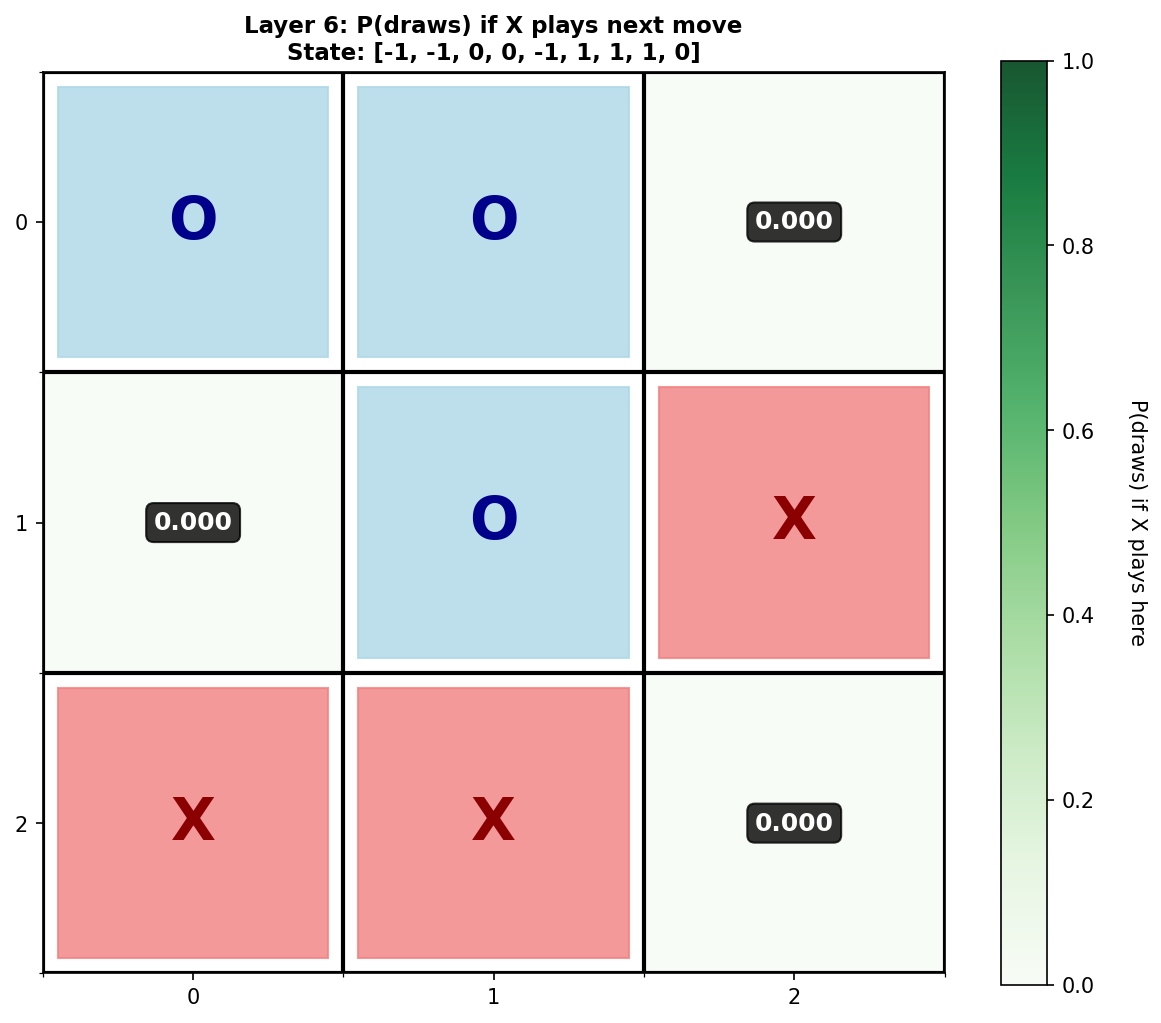 Layer 6: P(draws) if X plays next move
State: [-1, -1, 0, 0, -1, 1, 1, 1, 0]
O
O
0.000
0
0.000
O
X
1
X
X
0.000
2
0
1
2
1.0
0.8
0.6
0.4
0.2
0.0
P(draws) if X plays here